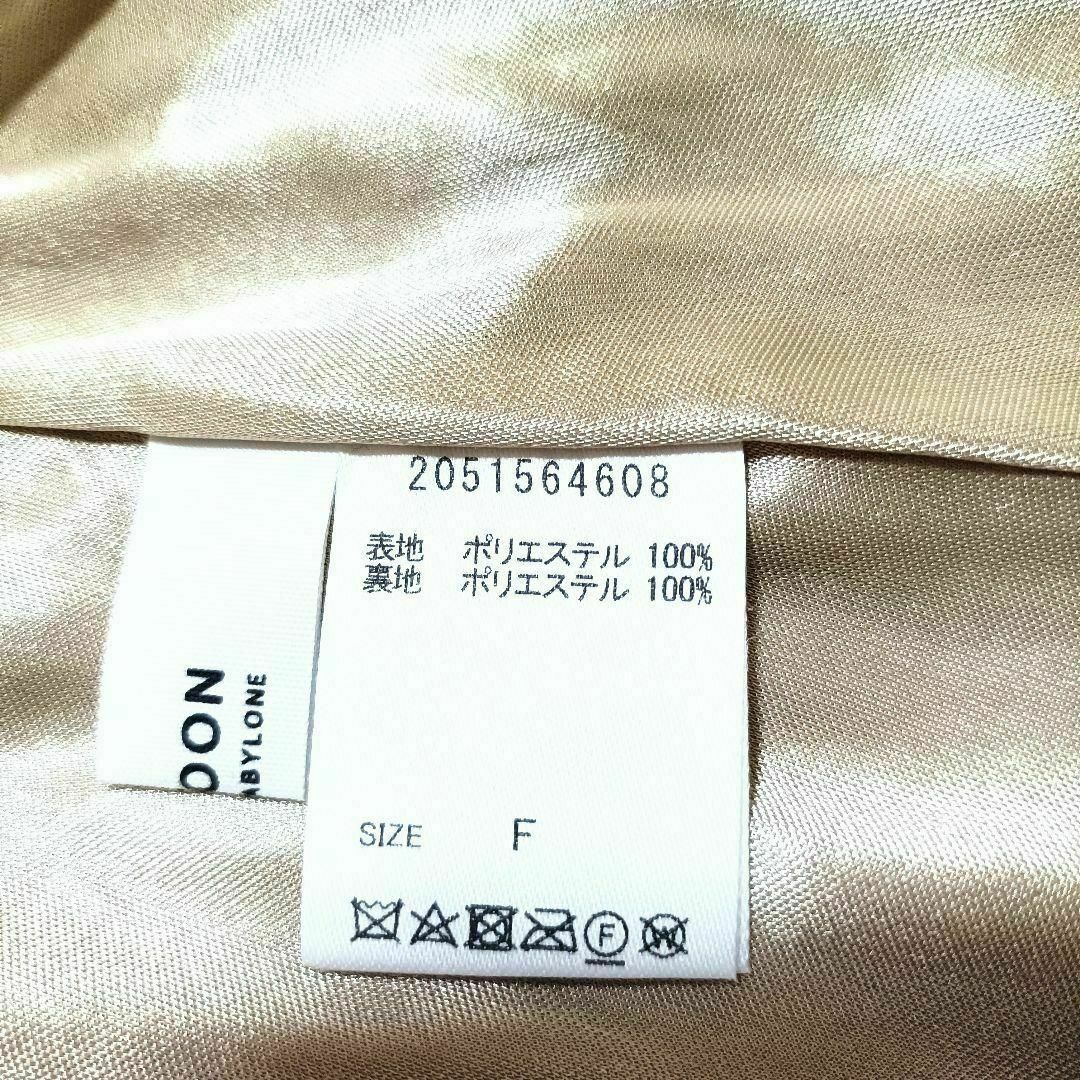 2051564608
表地 ポリエステル 100%
裏地 ポリエステル 100%
SIZE F
F
W
OON
ABYLONE